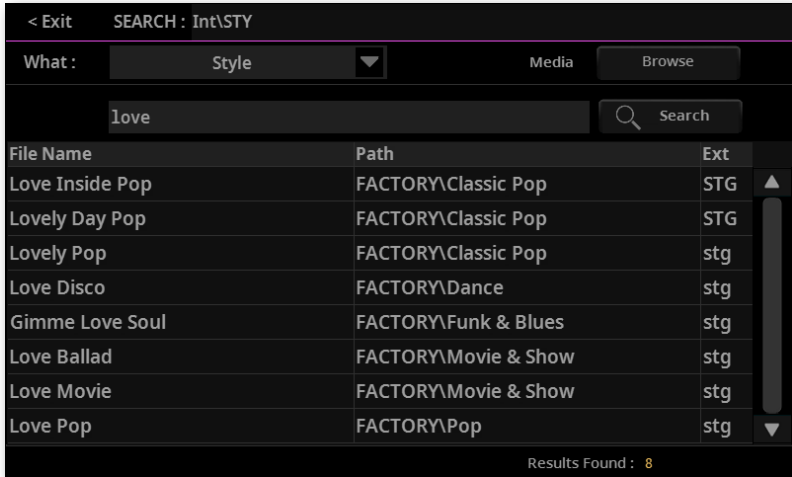 < Exit SEARCH : Int\STY
What : Style Media Browse
love Search
File Name Path Ext
Love Inside Pop FACTORY\Classic Pop STG
Lovely Day Pop FACTORY\Classic Pop STG
Lovely Pop FACTORY\Classic Pop stg
Love Disco FACTORY\Dance stg
Gimme Love Soul FACTORY\Funk & Blues stg
Love Ballad FACTORY\Movie & Show stg
Love Movie FACTORY\Movie & Show stg
Love Pop FACTORY\Pop stg
Results Found : 8